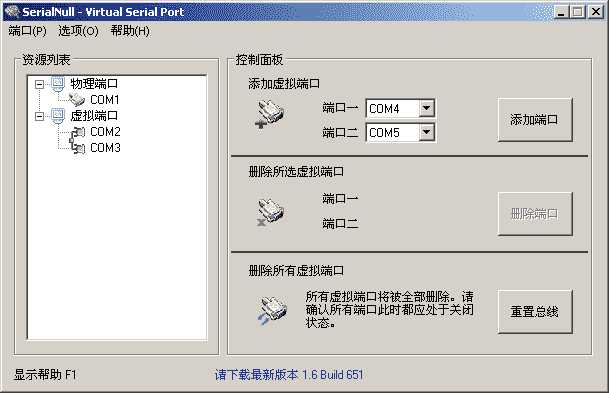 SerialNull - Virtual Serial Port
端口(P) 选项(O) 帮助(H)
资源列表
物理端口
COM1
虚拟端口
COM2
COM3
控制面板
添加虚拟端口
端口一 COM4
端口二 COM5
添加端口
删除所选虚拟端口
端口一
端口二
删除端口
删除所有虚拟端口
所有虚拟端口将被全部删除。请
确认所有端口此时都应处于关闭
状态。
重置总线
显示帮助 F1
请下载最新版本 1.6 Build 651